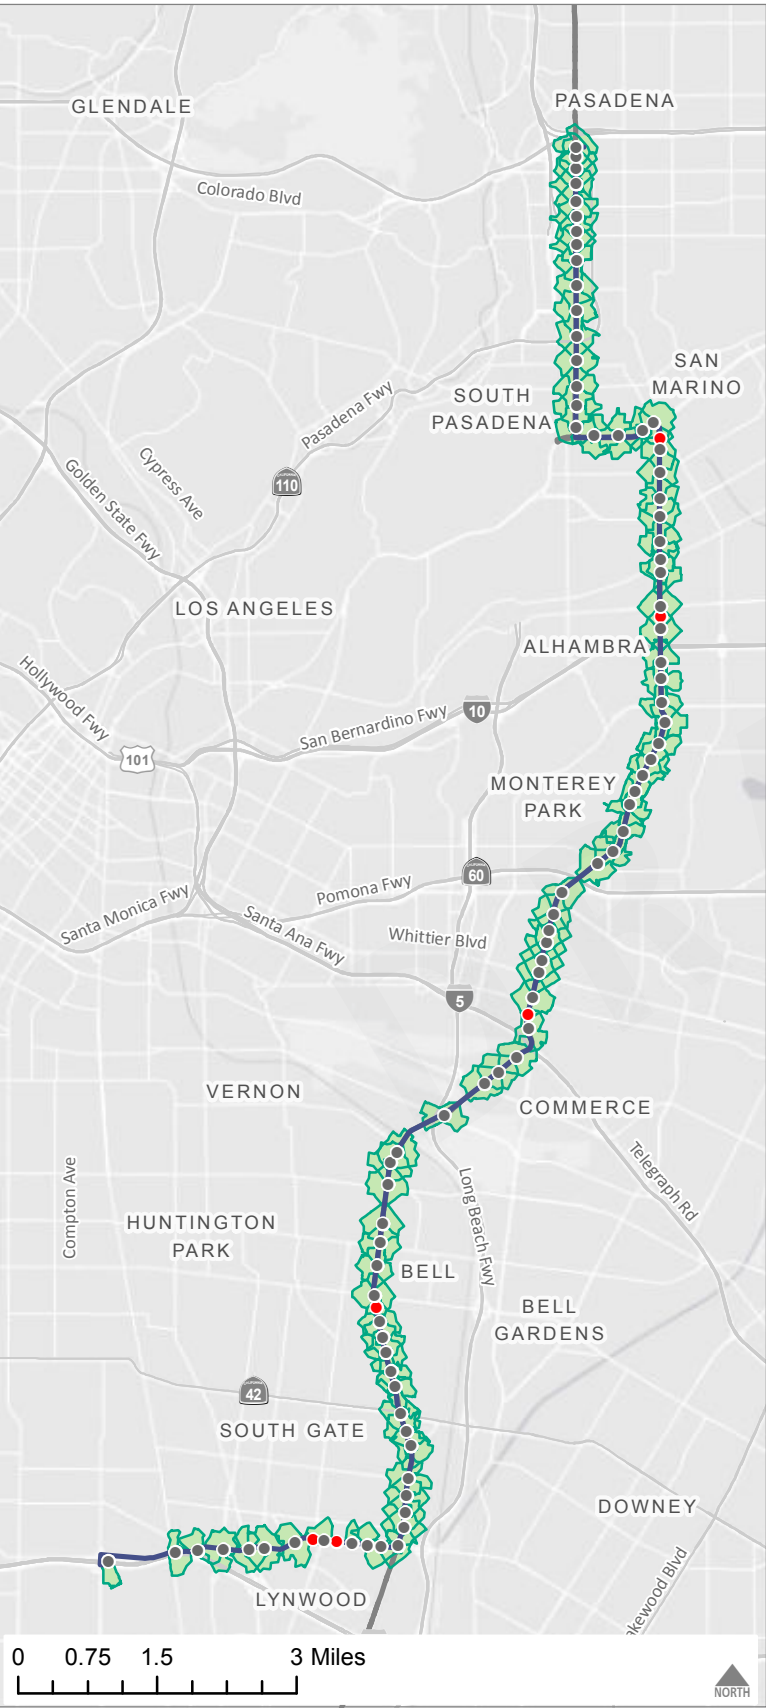 PASADENA
GLENDALE
Colorado Blvd
SAN
MARINO
SOUTH
PASADENA
Pasadena Fwy
Cypress Ave
Golden State Fwy
110
LOS ANGELES
ALHAMBRA
Hollywood Fwy
10
San Bernardino Fwy
101
MONTEREY
PARK
60
Pomona Fwy
Santa Monica Fwy
Santa Ana Fwy
Whittier Blvd
5
VERNON
COMMERCE
Telegraph Rd
Compton Ave
Long Beach Fwy
HUNTINGTON
PARK
BELL
BELL
GARDENS
42
SOUTH GATE
DOWNEY
akewood Blvd
LYNWOOD
0 0.75 1.5 3 Miles
NORTH